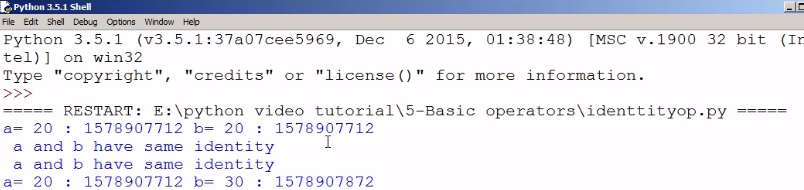 Python 3.5.1 Shell
File Edit Shell Debug Options Window Help
Python 3.5.1 (v3.5.1:37a07cee5969, Dec  6 2015, 01:38:48) [MSC v.1900 32 bit (In
tel)] on win32
Type "copyright", "credits" or "license()" for more information.
>>>
===== RESTART: E:\python video tutorial\5-Basic operators\identtityop.py =====
a= 20 : 1578907712 b= 20 : 1578907712
 a and b have same identity
 a and b have same identity
a= 20 : 1578907712 b= 30 : 1578907872